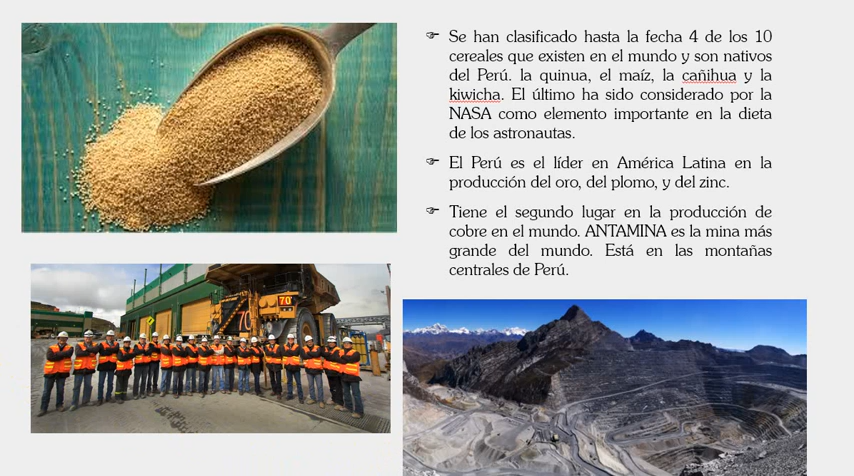 ☞ Se han clasificado hasta la fecha 4 de los 10
cereales que existen en el mundo y son nativos
del Perú. la quinua, el maíz, la cañihua y la
kiwicha. El último ha sido considerado por la
NASA como elemento importante en la dieta
de los astronautas.
☞ El Perú es el líder en América Latina en la
producción del oro, del plomo, y del zinc.
☞ Tiene el segundo lugar en la producción de
cobre en el mundo. ANTAMINA es la mina más
grande del mundo. Está en las montañas
centrales de Perú.
70
70